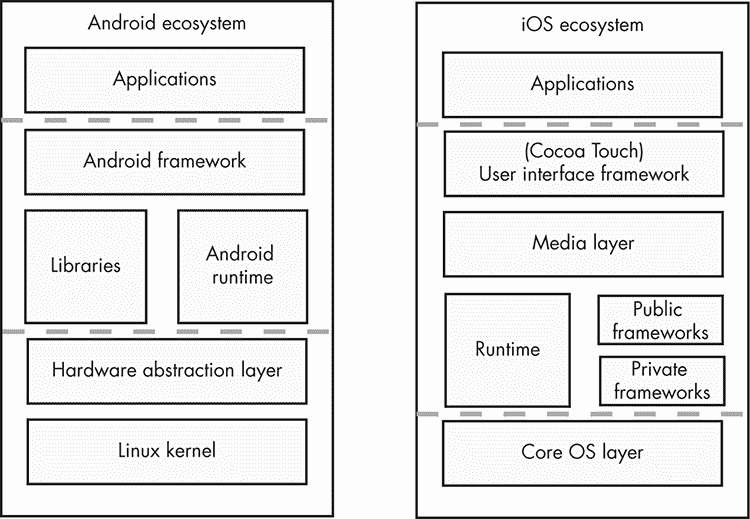 Android ecosystem
Applications
Android framework
Libraries
Android
runtime
Hardware abstraction layer
Linux kernel
iOS ecosystem
Applications
(Cocoa Touch)
User interface framework
Media layer
Runtime
Public
frameworks
Private
frameworks
Core OS layer